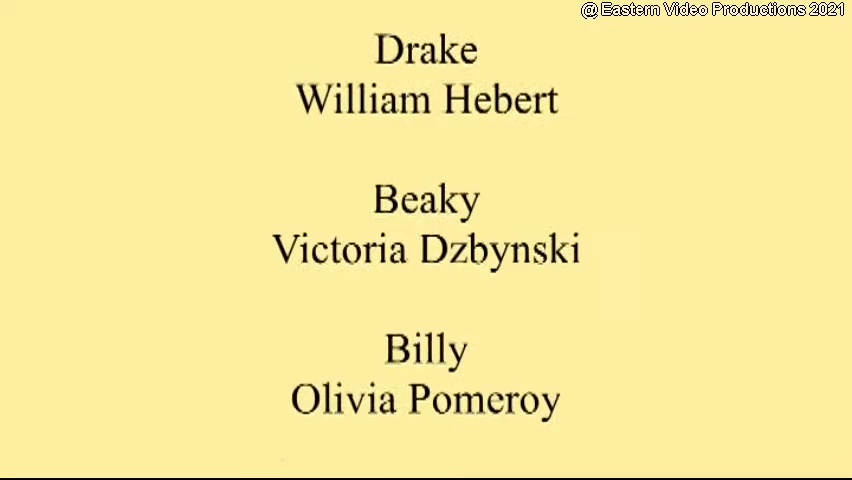 @ Eastern Video Productions 2021
Drake
William Hebert
Beaky
Victoria Dzbynski
Billy
Olivia Pomeroy